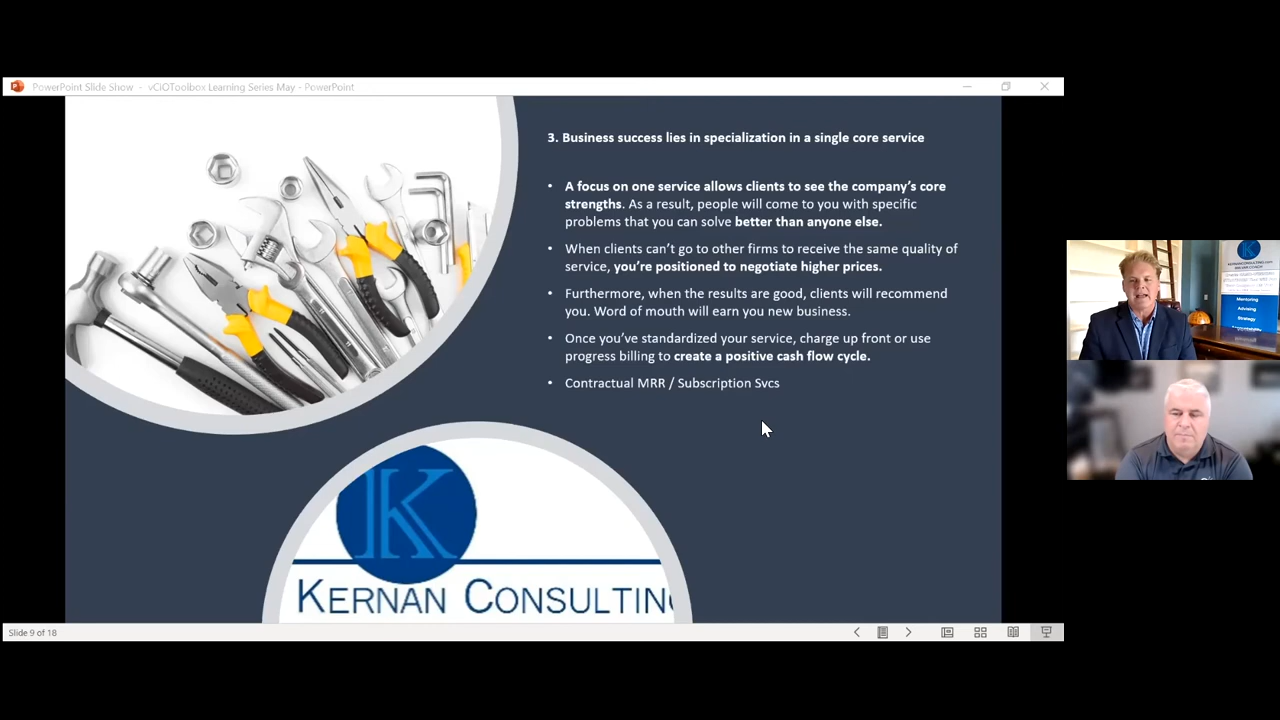 PowerPoint Slide Show - vCIOToolbox Learning Series May - PowerPoint
3. Business success lies in specialization in a single core service
• A focus on one service allows clients to see the company's core
strengths. As a result, people will come to you with specific
problems that you can solve better than anyone else.
• When clients can't go to other firms to receive the same quality of
service, you're positioned to negotiate higher prices.
Furthermore, when the results are good, clients will recommend
you. Word of mouth will earn you new business.
• Once you've standardized your service, charge up front or use
progress billing to create a positive cash flow cycle.
• Contractual MRR / Subscription Svcs
K
KERNAN CONSULTIN
Slide 9 of 18
K
KERNANCONSULTING.com
Mentoring
Advising
Strategy